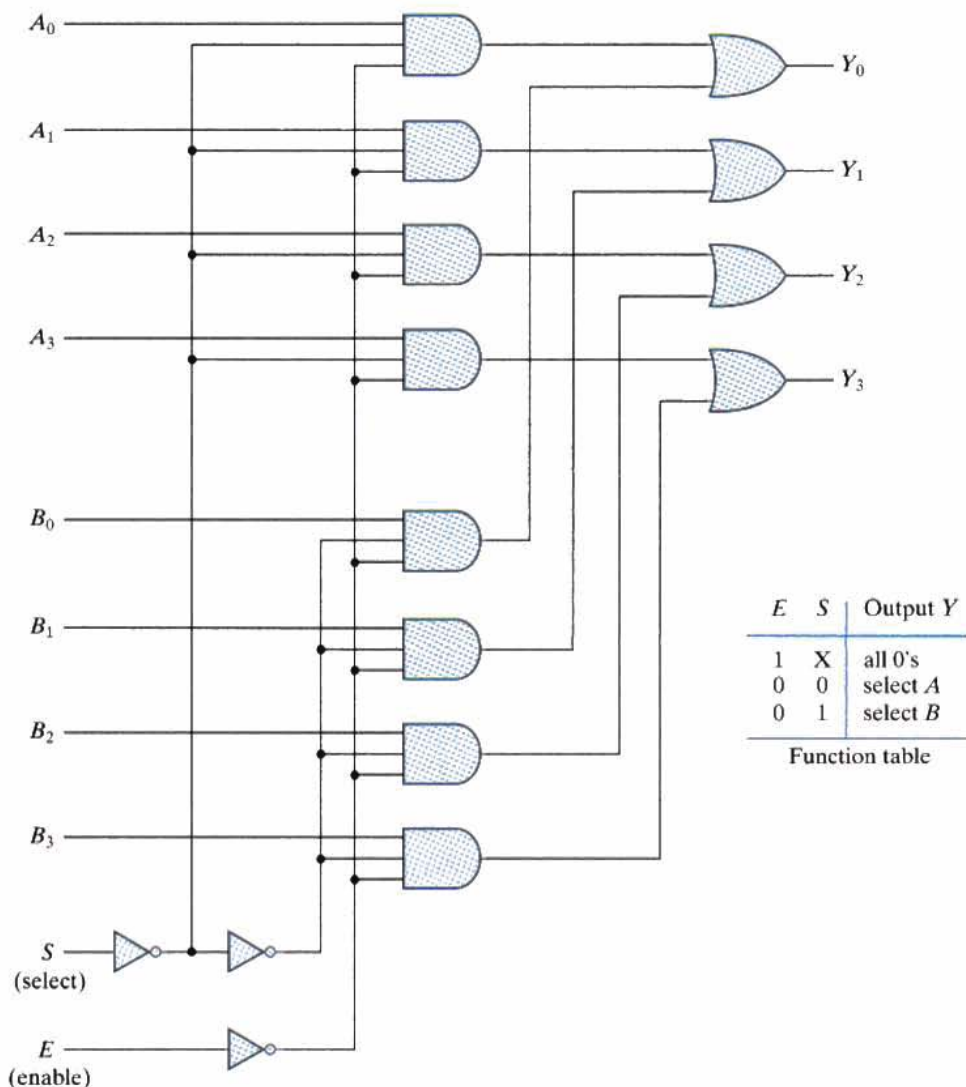 A₀
Y₀
A₁
Y₁
A₂
Y₂
A₃
Y₃
B₀
B₁
B₂
B₃
S
(select)
E
(enable)
E S Output Y
1 X all 0's
0 0 select A
0 1 select B
Function table